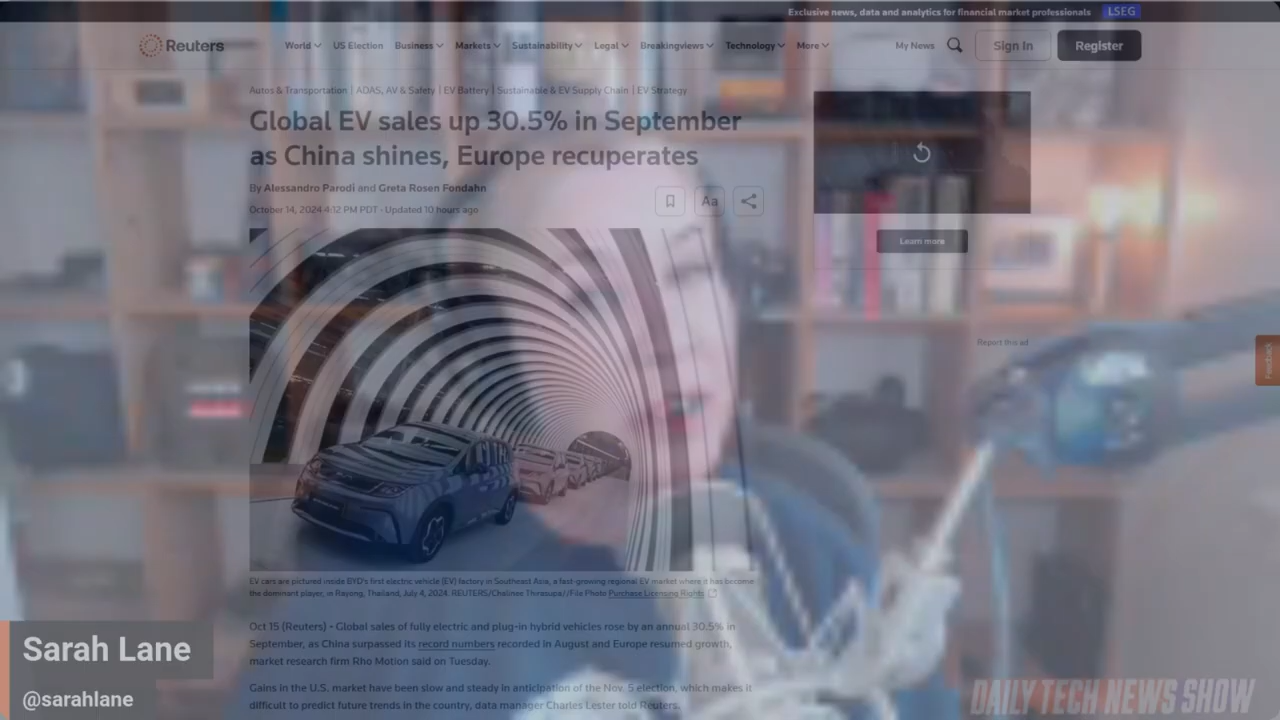 Exclusive news, data and analytics for financial market professionals LSEG
Reuters World US Election Business Markets Sustainability Legal Breakingviews Technology More My News Sign In Register
Autos & Transportation | ADAS, AV & Safety | EV Battery | Sustainable & EV Supply Chain | EV Strategy
Global EV sales up 30.5% in September
as China shines, Europe recuperates
By Alessandro Parodi and Greta Rosen Fondahn
October 14, 2024 4:12 PM PDT · Updated 10 hours ago
Aa
Learn more
Report this ad
Feedback
EV cars are pictured inside BYD's first electric vehicle (EV) factory in Southeast Asia, a fast-growing regional EV market where it has become
the dominant player, in Rayong, Thailand, July 4, 2024. REUTERS/Chalinee Thirasupa//File Photo Purchase Licensing Rights
Oct 15 (Reuters) - Global sales of fully electric and plug-in hybrid vehicles rose by an annual 30.5% in
September, as China surpassed its record numbers recorded in August and Europe resumed growth,
market research firm Rho Motion said on Tuesday.
Gains in the U.S. market have been slow and steady in anticipation of the Nov. 5 election, which makes it
difficult to predict future trends in the country, data manager Charles Lester told Reuters.
Sarah Lane
@sarahlane
DAILY TECH NEWS SHOW